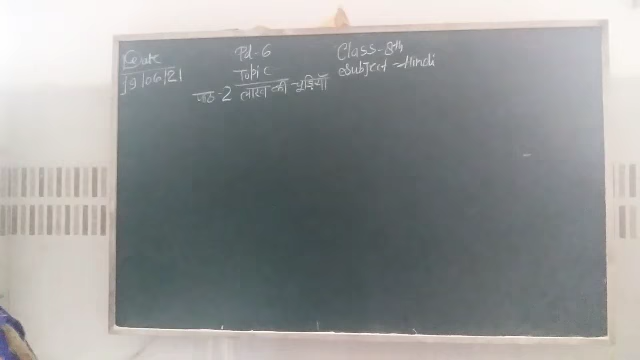 Date Pd-6 Class-8th
19/06/21 Topic Subject-Hindi
पाठ-2 लाख की चूड़ियाँ